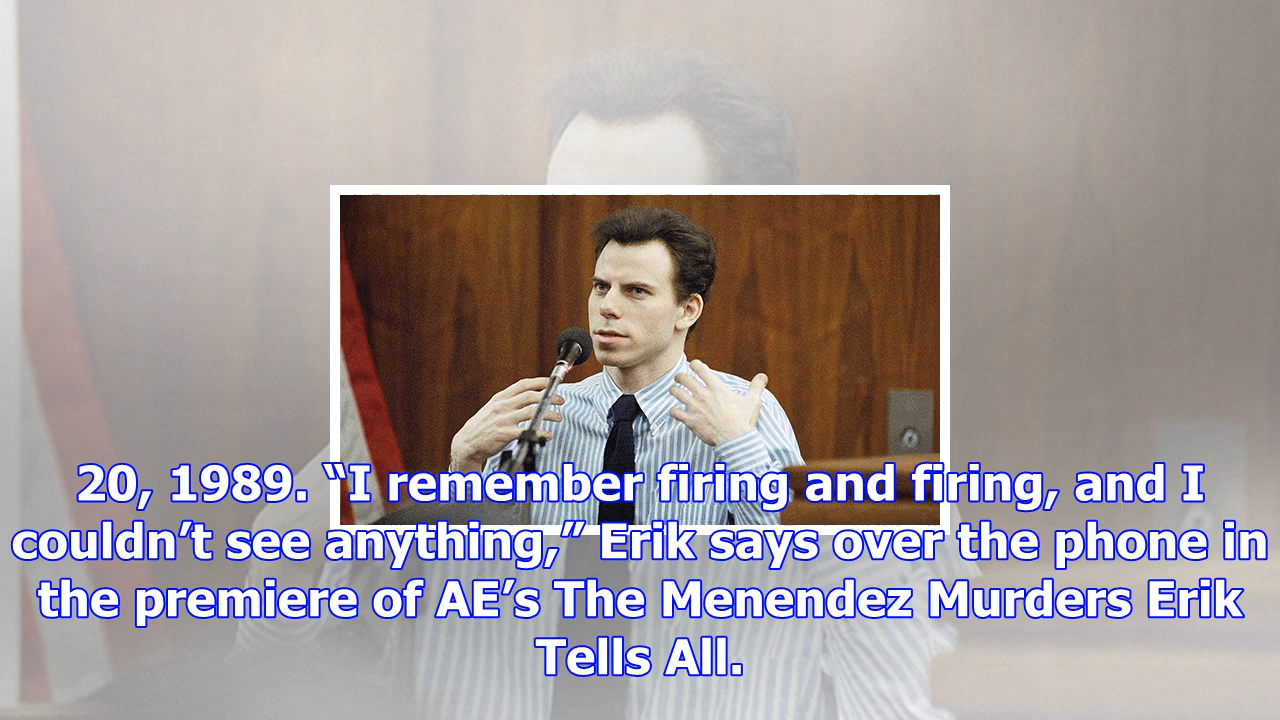 20, 1989. “I remember firing and firing, and I
couldn’t see anything,” Erik says over the phone in
the premiere of AE’s The Menendez Murders Erik
Tells All.